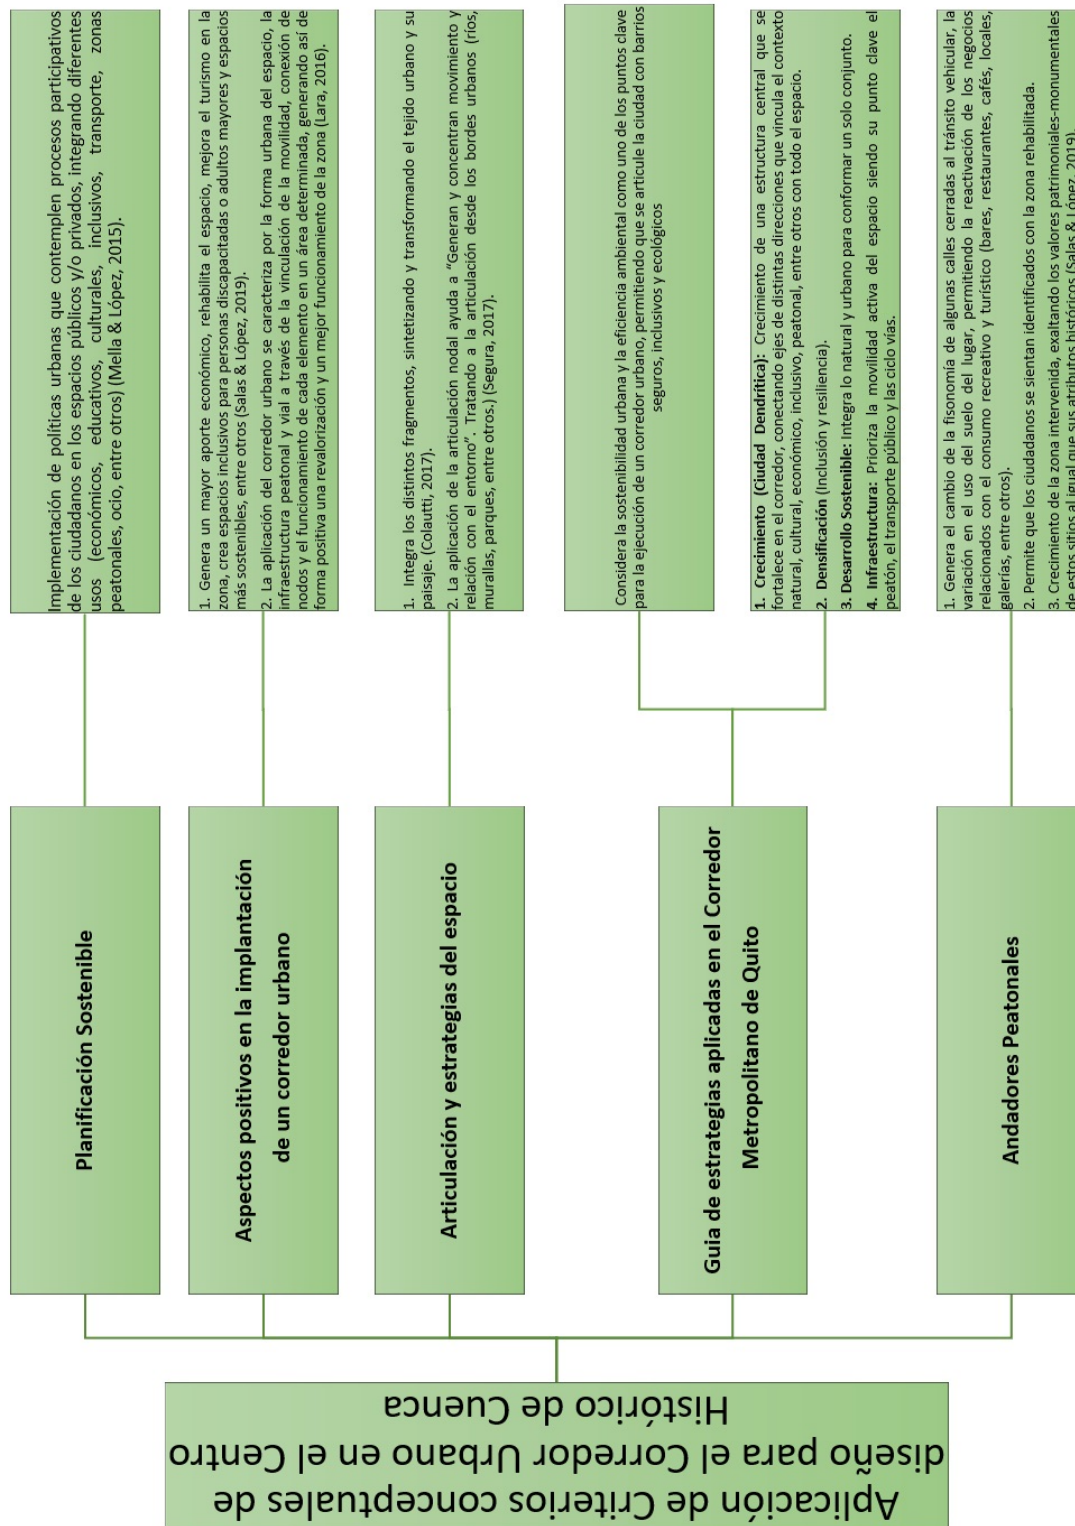 Aplicación de Criterios conceptuales de
diseño para el Corredor Urbano en el Centro
Histórico de Cuenca
Planificación Sostenible
Implementación de políticas urbanas que contemplen procesos participativos
de los ciudadanos en los espacios públicos y/o privados, integrando diferentes
usos (económicos, educativos, culturales, inclusivos, transporte, zonas
peatonales, ocio, entre otros) (Mella & López, 2015).
Aspectos positivos en la implantación
de un corredor urbano
1. Genera un mayor aporte económico, rehabilita el espacio, mejora el turismo en la
zona, crea espacios inclusivos para personas discapacitadas o adultos mayores y espacios
más sostenibles, entre otros (Salas & López, 2019).
2. La aplicación del corredor urbano se caracteriza por la forma urbana del espacio, la
infraestructura peatonal y vial a través de la vinculación de la movilidad, conexión de
nodos y el funcionamiento de cada elemento en un área determinada, generando así de
forma positiva una revalorización y un mejor funcionamiento de la zona (Lara, 2016).
Articulación y estrategias del espacio
1. Integra los distintos fragmentos, sintetizando y transformando el tejido urbano y su
paisaje. (Colautti, 2017).
2. La aplicación de la articulación nodal ayuda a “Generan y concentran movimiento y
relación con el entorno”. Tratando a la articulación desde los bordes urbanos (ríos,
murallas, parques, entre otros,) (Segura, 2017).
Guia de estrategias aplicadas en el Corredor
Metropolitano de Quito
Considera la sostenibilidad urbana y la eficiencia ambiental como uno de los puntos clave
para la ejecución de un corredor urbano, permitiendo que se articule la ciudad con barrios
seguros, inclusivos y ecológicos
1. Crecimiento (Ciudad Dendrítica): Crecimiento de una estructura central que se
fortalece en el corredor, conectando ejes de distintas direcciones que vincula el contexto
natural, cultural, económico, inclusivo, peatonal, entre otros con todo el espacio.
2. Densificación (Inclusión y resiliencia).
3. Desarrollo Sostenible: Integra lo natural y urbano para conformar un solo conjunto.
4. Infraestructura: Prioriza la movilidad activa del espacio siendo su punto clave el
peatón, el transporte público y las ciclo vías.
Andadores Peatonales
1. Genera el cambio de la fisonomía de algunas calles cerradas al tránsito vehicular, la
variación en el uso del suelo del lugar, permitiendo la reactivación de los negocios
relacionados con el consumo recreativo y turístico (bares, restaurantes, cafés, locales,
galerías, entre otros).
2. Permite que los ciudadanos se sientan identificados con la zona rehabilitada.
3. Crecimiento de la zona intervenida, exaltando los valores patrimoniales-monumentales
de estos sitios al igual que sus atributos históricos (Salas & López, 2019).